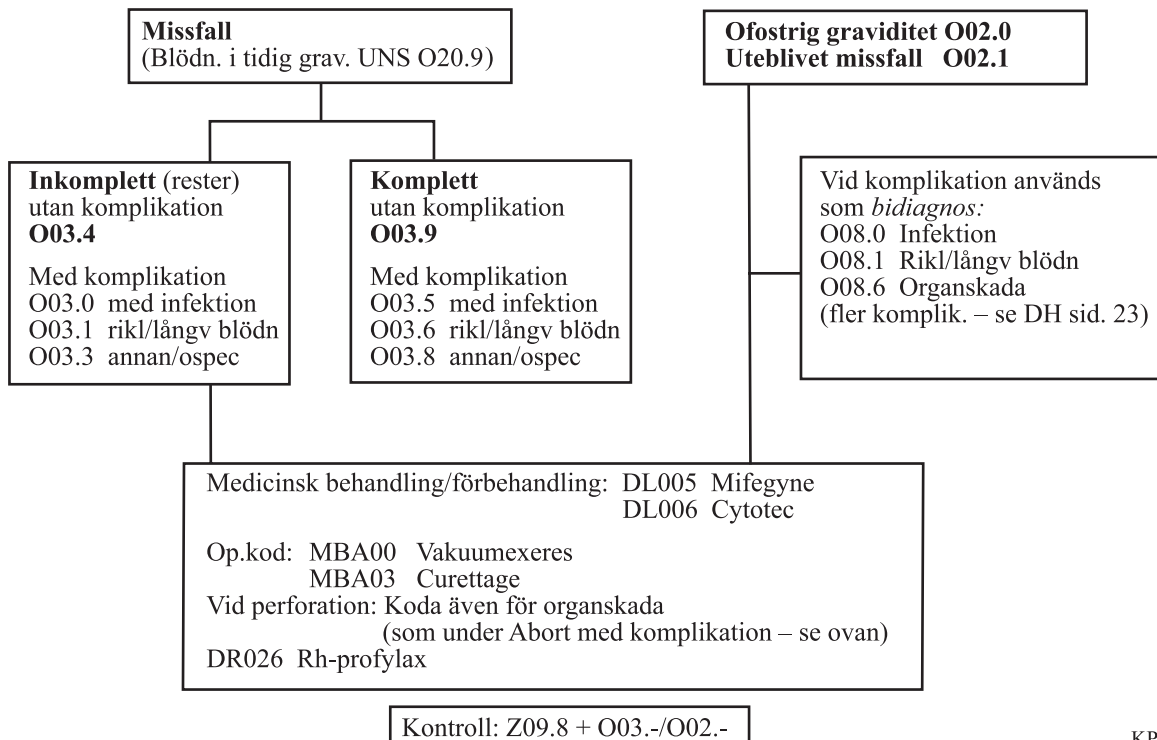 Missfall
(Blödn. i tidig grav. UNS O20.9)
Ofostrig graviditet O02.0
Uteblivet missfall O02.1
Inkomplett (rester)
utan komplikation
O03.4
Med komplikation
O03.0 med infektion
O03.1 rikl/långv blödn
O03.3 annan/ospec
Komplett
utan komplikation
O03.9
Med komplikation
O03.5 med infektion
O03.6 rikl/långv blödn
O03.8 annan/ospec
Vid komplikation används
som bidiagnos:
O08.0 Infektion
O08.1 Rikl/långv blödn
O08.6 Organskada
(fler komplik. – se DH sid. 23)
Medicinsk behandling/förbehandling: DL005 Mifegyne
DL006 Cytotec
Op.kod: MBA00 Vakuumexeres
MBA03 Curettage
Vid perforation: Koda även för organskada
(som under Abort med komplikation – se ovan)
DR026 Rh-profylax
Kontroll: Z09.8 + O03.-/O02.-
KP